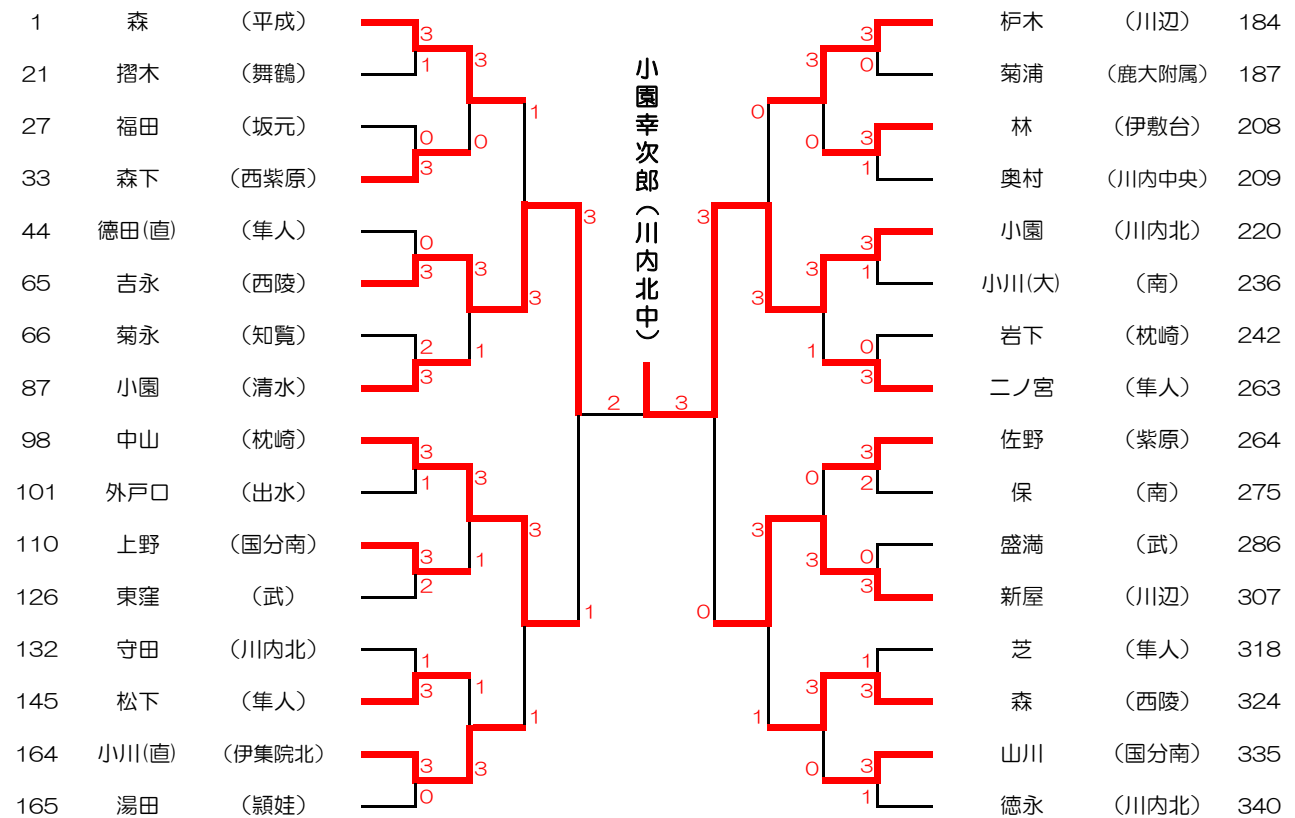 1 森 （平成）
21 摺木 （舞鶴）
27 福田 （坂元）
33 森下 （西紫原）
44 德田(直) （隼人）
65 吉永 （西陵）
66 菊永 （知覧）
87 小園 （清水）
98 中山 （枕崎）
101 外戸口 （出水）
110 上野 （国分南）
126 東窪 （武）
132 守田 （川内北）
145 松下 （隼人）
164 小川(直) （伊集院北）
165 湯田 （頴娃）
3
1
0
3
0
3
2
3
3
1
3
2
1
3
3
0
3
0
3
1
3
1
1
3
1
3
3
1
3
1
2
小園幸次郎（川内北中）
3
3
0
0
3
3
1
3
0
3
1
0
3
0
3
3
0
3
0
3
1
3
1
0
3
3
2
0
3
1
3
3
1
枦木 （川辺） 184
菊浦 （鹿大附属） 187
林 （伊敷台） 208
奥村 （川内中央） 209
小園 （川内北） 220
小川(大) （南） 236
岩下 （枕崎） 242
二ノ宮 （隼人） 263
佐野 （紫原） 264
保 （南） 275
盛満 （武） 286
新屋 （川辺） 307
芝 （隼人） 318
森 （西陵） 324
山川 （国分南） 335
徳永 （川内北） 340